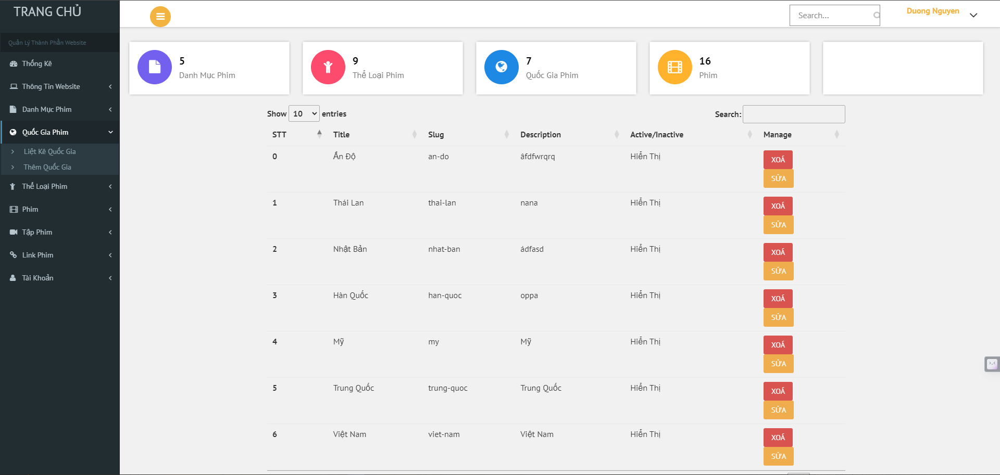 TRANG CHỦ
Quản Lý Thành Phần Website
Thống Kê
Thông Tin Website
Danh Mục Phim
Quốc Gia Phim
Liệt Kê Quốc Gia
Thêm Quốc Gia
Thể Loại Phim
Phim
Tập Phim
Link Phim
Tài Khoản
Search...
Duong Nguyen
5
Danh Mục Phim
9
Thể Loại Phim
7
Quốc Gia Phim
16
Phim
Show 10 entries
Search:
STT Title Slug Description Active/Inactive Manage
0 Ấn Độ an-do âfdfwrqrq Hiển Thị XOÁ
SỬA
1 Thái Lan thai-lan nana Hiển Thị XOÁ
SỬA
2 Nhật Bản nhat-ban ádfasd Hiển Thị XOÁ
SỬA
3 Hàn Quốc han-quoc oppa Hiển Thị XOÁ
SỬA
4 Mỹ my Mỹ Hiển Thị XOÁ
SỬA
5 Trung Quốc trung-quoc Trung Quốc Hiển Thị XOÁ
SỬA
6 Việt Nam viet-nam Việt Nam Hiển Thị XOÁ
SỬA